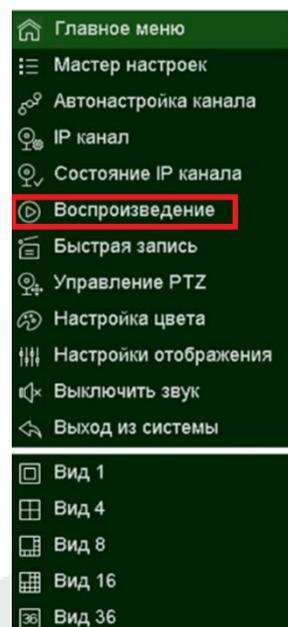 Главное меню
Мастер настроек
Автонастройка канала
IP канал
Состояние IP канала
Воспроизведение
Быстрая запись
Управление PTZ
Настройка цвета
Настройки отображения
Выключить звук
Выход из системы
Вид 1
Вид 4
Вид 8
Вид 16
36 Вид 36